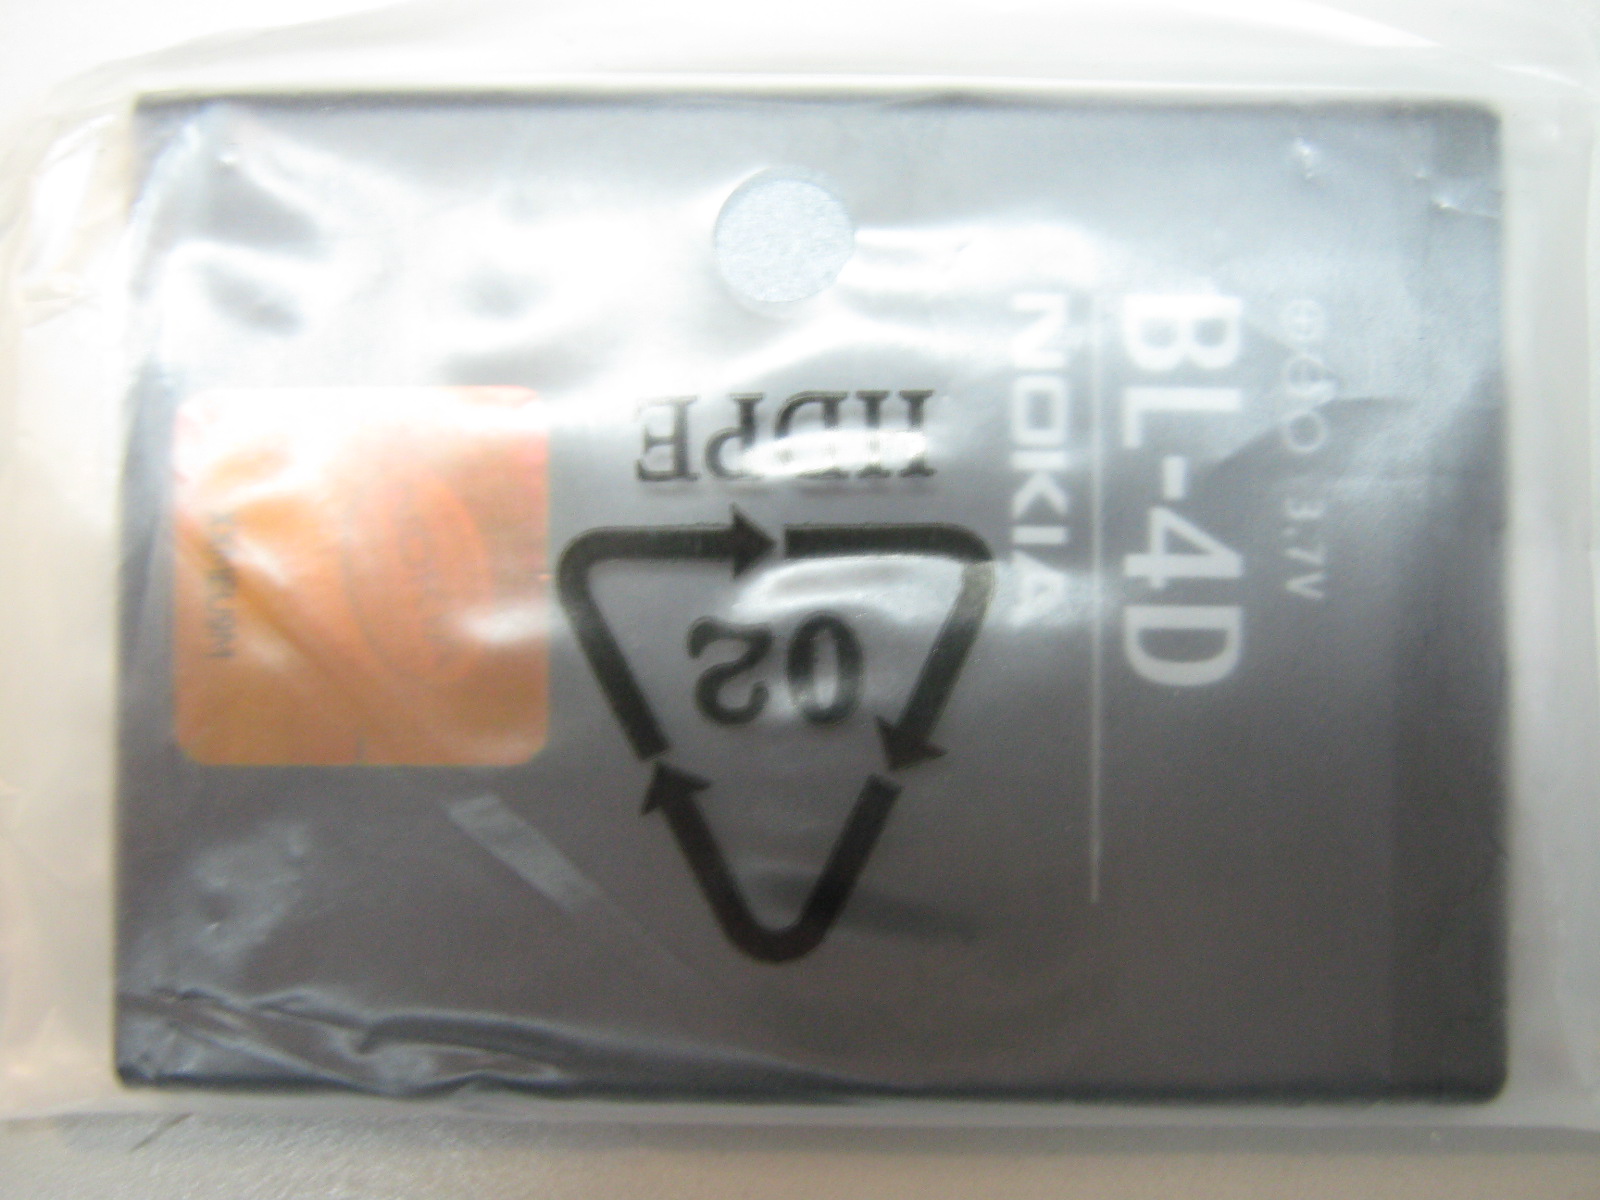 3.7V
BL-4D
NOKIA
HDPE
02